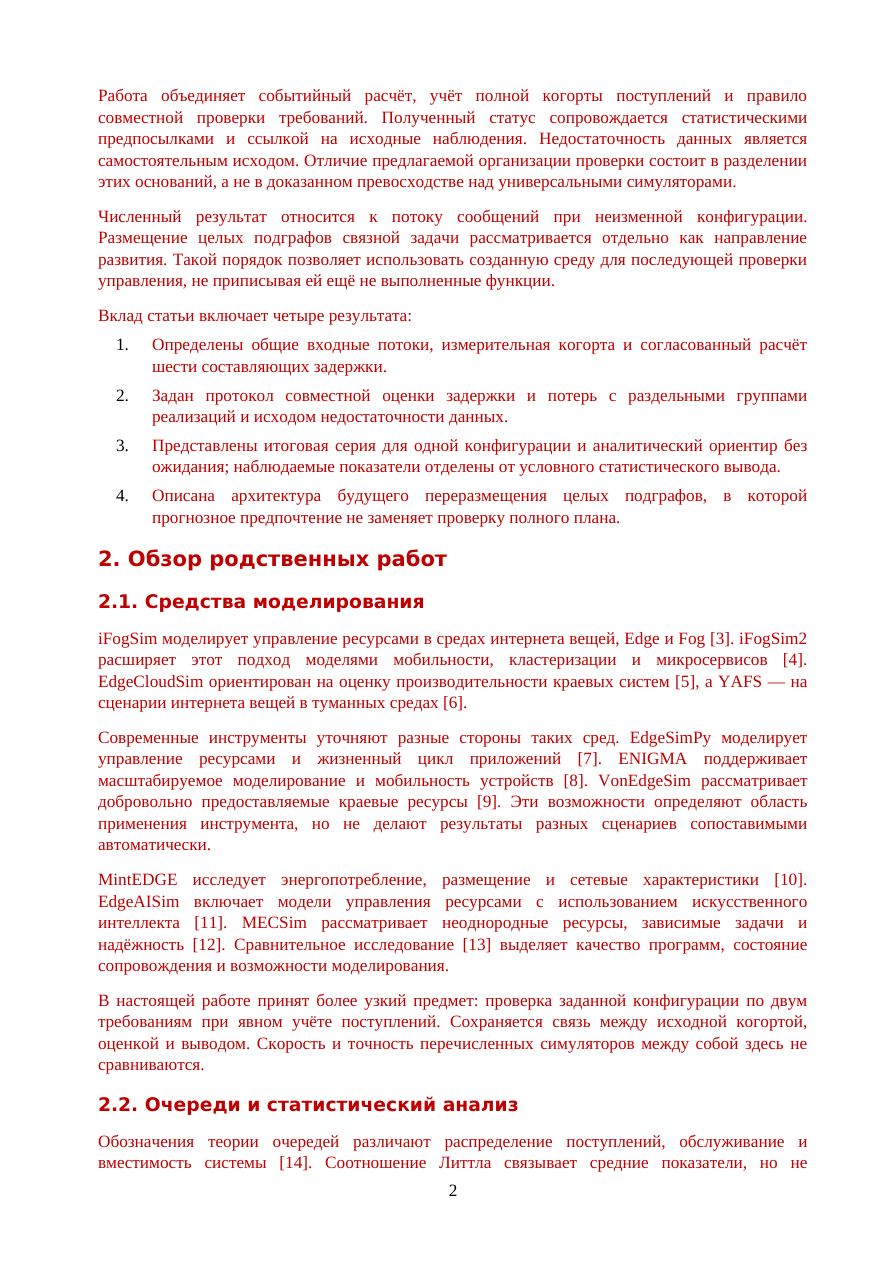 Работа объединяет событийный расчёт, учёт полной когорты поступлений и правило
совместной проверки требований. Полученный статус сопровождается статистическими
предпосылками и ссылкой на исходные наблюдения. Недостаточность данных является
самостоятельным исходом. Отличие предлагаемой организации проверки состоит в разделении
этих оснований, а не в доказанном превосходстве над универсальными симуляторами.
Численный результат относится к потоку сообщений при неизменной конфигурации.
Размещение целых подграфов связной задачи рассматривается отдельно как направление
развития. Такой порядок позволяет использовать созданную среду для последующей проверки
управления, не приписывая ей ещё не выполненные функции.
Вклад статьи включает четыре результата:
1. Определены общие входные потоки, измерительная когорта и согласованный расчёт
шести составляющих задержки.
2. Задан протокол совместной оценки задержки и потерь с раздельными группами
реализаций и исходом недостаточности данных.
3. Представлены итоговая серия для одной конфигурации и аналитический ориентир без
ожидания; наблюдаемые показатели отделены от условного статистического вывода.
4. Описана архитектура будущего переразмещения целых подграфов, в которой
прогнозное предпочтение не заменяет проверку полного плана.
2. Обзор родственных работ
2.1. Средства моделирования
iFogSim моделирует управление ресурсами в средах интернета вещей, Edge и Fog [3]. iFogSim2
расширяет этот подход моделями мобильности, кластеризации и микросервисов [4].
EdgeCloudSim ориентирован на оценку производительности краевых систем [5], а YAFS — на
сценарии интернета вещей в туманных средах [6].
Современные инструменты уточняют разные стороны таких сред. EdgeSimPy моделирует
управление ресурсами и жизненный цикл приложений [7]. ENIGMA поддерживает
масштабируемое моделирование и мобильность устройств [8]. VonEdgeSim рассматривает
добровольно предоставляемые краевые ресурсы [9]. Эти возможности определяют область
применения инструмента, но не делают результаты разных сценариев сопоставимыми
автоматически.
MintEDGE исследует энергопотребление, размещение и сетевые характеристики [10].
EdgeAISim включает модели управления ресурсами с использованием искусственного
интеллекта [11]. MECSim рассматривает неоднородные ресурсы, зависимые задачи и
надёжность [12]. Сравнительное исследование [13] выделяет качество программ, состояние
сопровождения и возможности моделирования.
В настоящей работе принят более узкий предмет: проверка заданной конфигурации по двум
требованиям при явном учёте поступлений. Сохраняется связь между исходной когортой,
оценкой и выводом. Скорость и точность перечисленных симуляторов между собой здесь не
сравниваются.
2.2. Очереди и статистический анализ
Обозначения теории очередей различают распределение поступлений, обслуживание и
вместимость системы [14]. Соотношение Литтла связывает средние показатели, но не
2